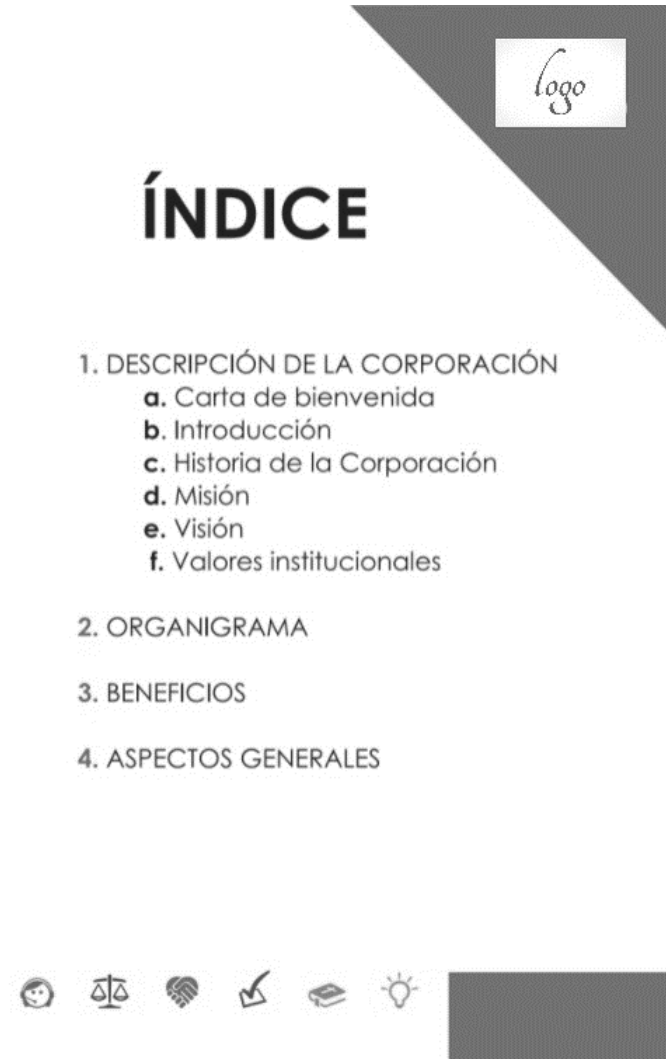 logo
ÍNDICE
1. DESCRIPCIÓN DE LA CORPORACIÓN
a. Carta de bienvenida
b. Introducción
c. Historia de la Corporación
d. Misión
e. Visión
f. Valores institucionales
2. ORGANIGRAMA
3. BENEFICIOS
4. ASPECTOS GENERALES